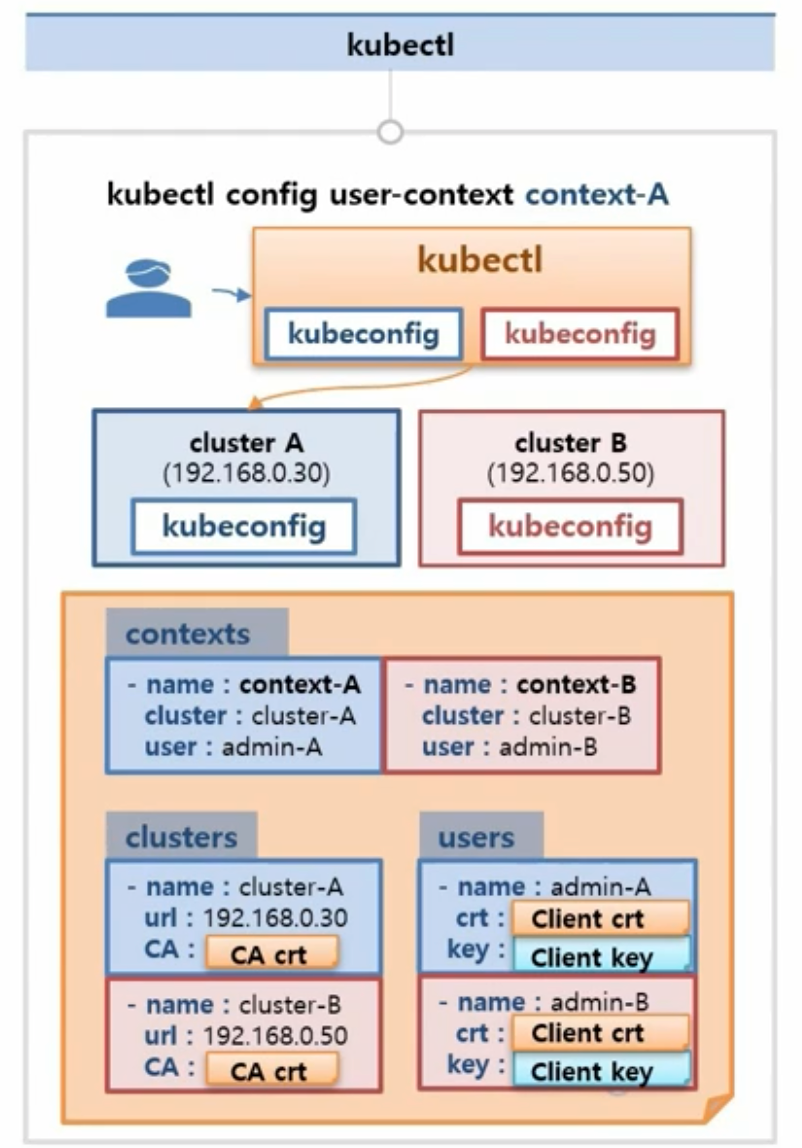 kubectl
kubectl config user-context context-A
kubectl
kubeconfig kubeconfig
cluster A
(192.168.0.30)
kubeconfig
cluster B
(192.168.0.50)
kubeconfig
contexts
- name : context-A
cluster : cluster-A
user : admin-A
- name : context-B
cluster : cluster-B
user : admin-B
clusters
- name : cluster-A
url : 192.168.0.30
CA : CA crt
- name : cluster-B
url : 192.168.0.50
CA : CA crt
users
- name : admin-A
crt : Client crt
key : Client key
- name : admin-B
crt : Client crt
key : Client key